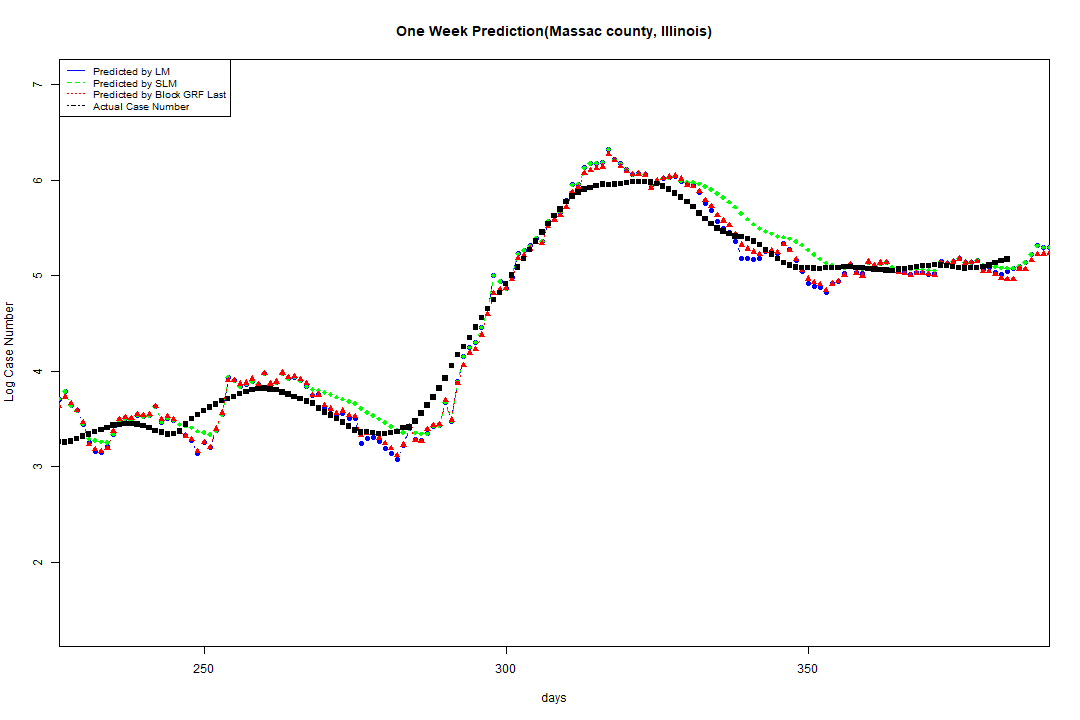 One Week Prediction(Massac county, Illinois)
Predicted by LM
Predicted by SLM
Predicted by Block GRF Last
Actual Case Number
7
6
5
4
3
2
Log Case Number
250 300 350
days